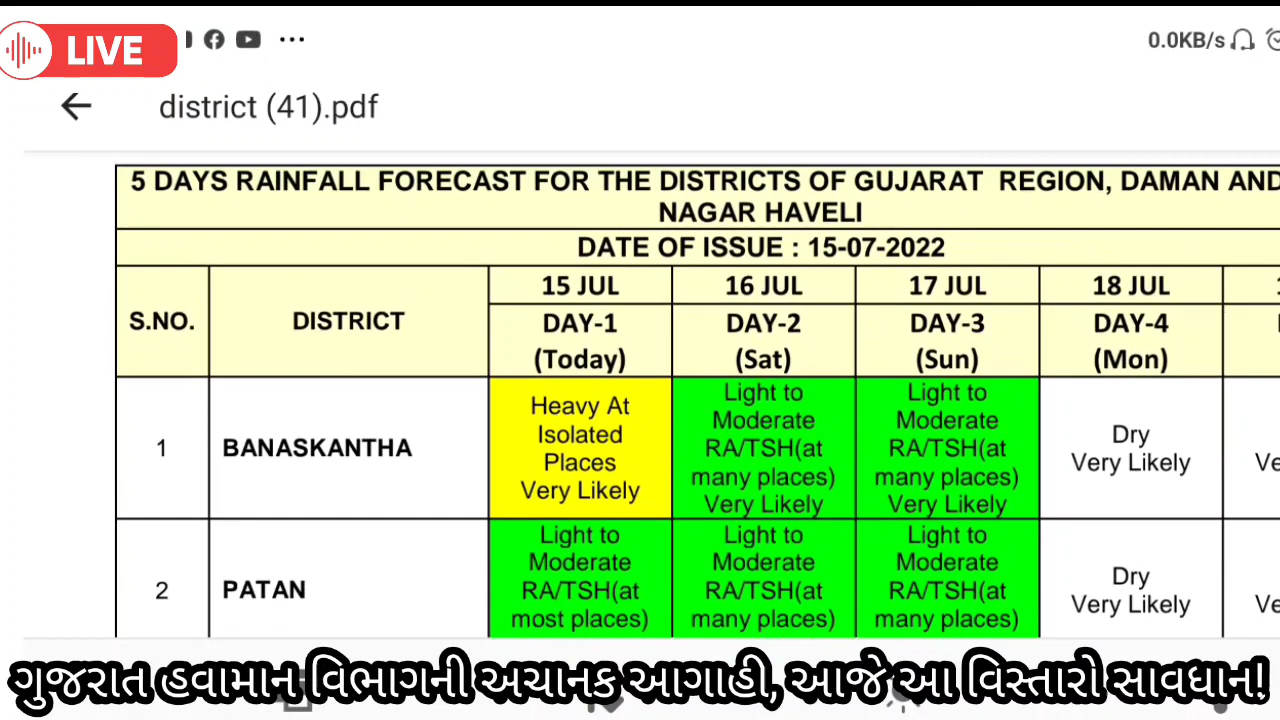 LIVE
0.0KB/s
district (41).pdf
5 DAYS RAINFALL FORECAST FOR THE DISTRICTS OF GUJARAT REGION, DAMAN AND
NAGAR HAVELI
DATE OF ISSUE : 15-07-2022
S.NO.
DISTRICT
15 JUL
16 JUL
17 JUL
18 JUL
DAY-1
(Today)
DAY-2
(Sat)
DAY-3
(Sun)
DAY-4
(Mon)
1
BANASKANTHA
Heavy At
Isolated
Places
Very Likely
Light to
Moderate
RA/TSH(at
many places)
Very Likely
Light to
Moderate
RA/TSH(at
many places)
Very Likely
Dry
Very Likely
Ve
2
PATAN
Light to
Moderate
RA/TSH(at
most places)
Light to
Moderate
RA/TSH(at
many places)
Light to
Moderate
RA/TSH(at
many places)
Dry
Very Likely
Ve
ગુજરાત હવામાન વિભાગની અચાનક આગાહી, આજે આ વિસ્તારો સાવધાન!